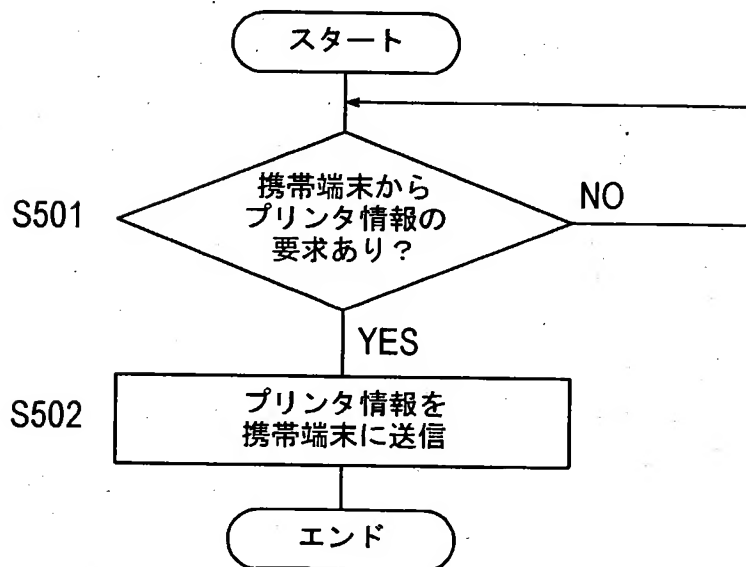 スタート
S501
携帯端末から
プリンタ情報の
要求あり？
NO
YES
S502
プリンタ情報を
携帯端末に送信
エンド